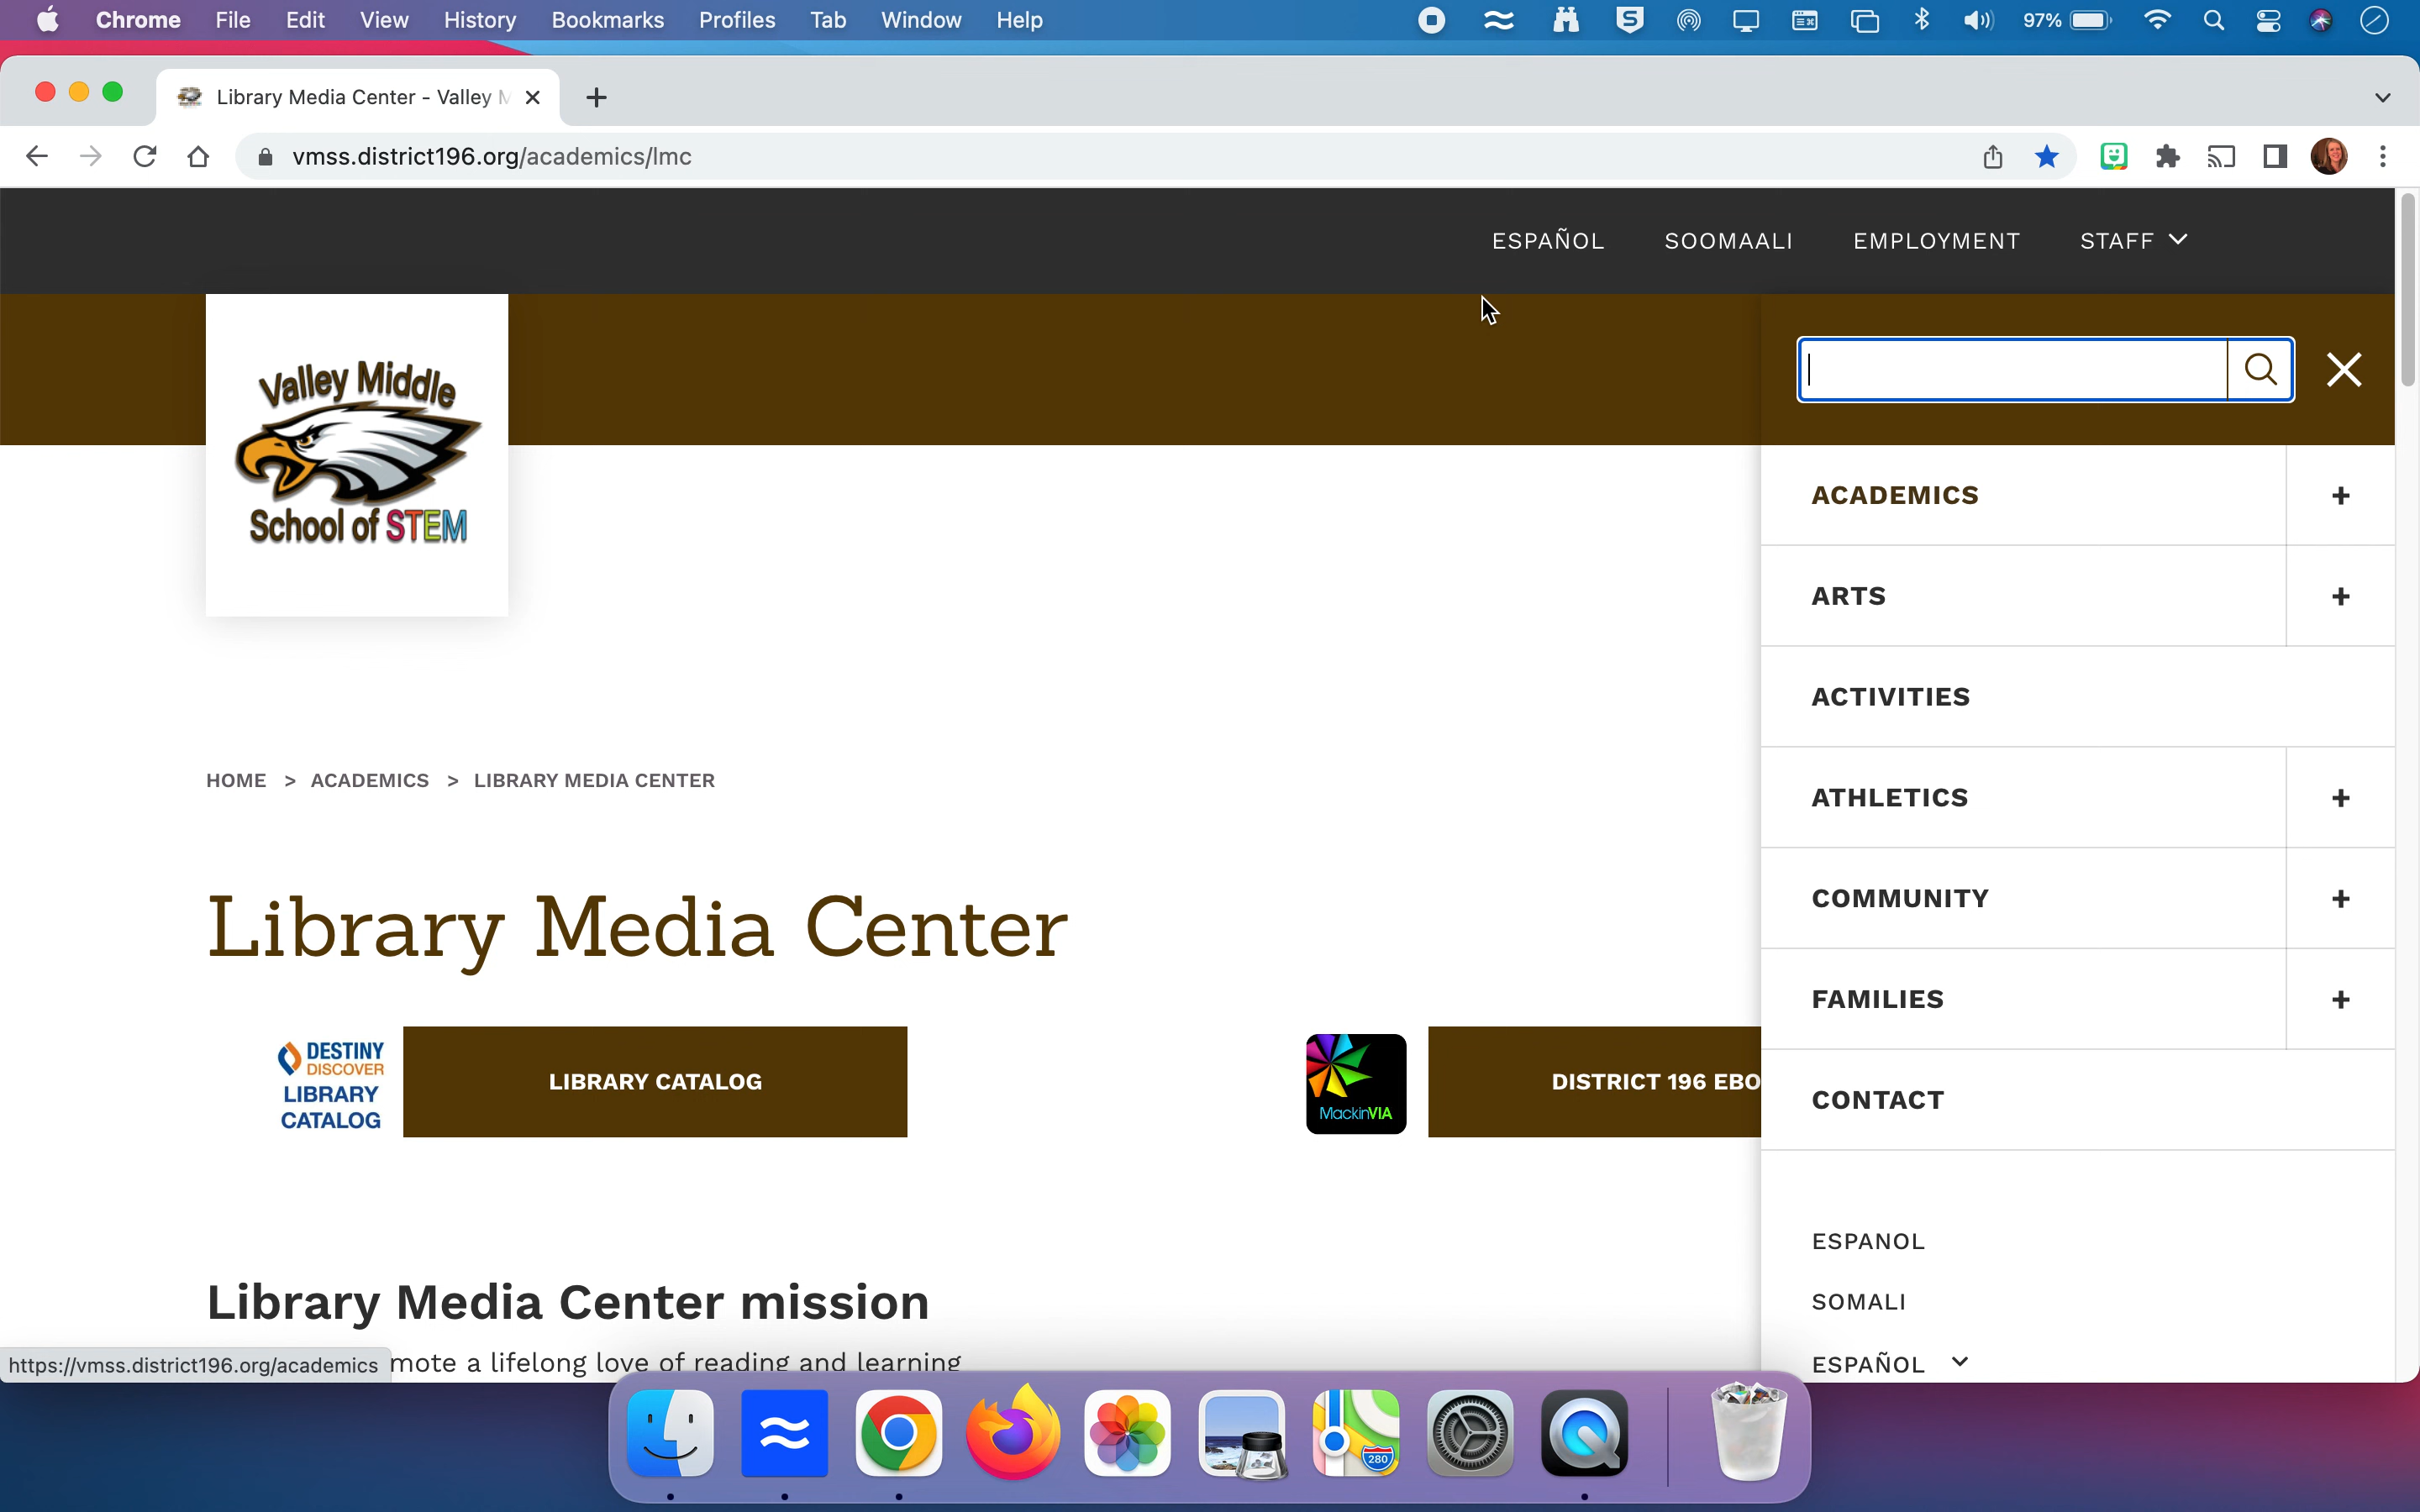 Chrome File Edit View History Bookmarks Profiles Tab Window Help 97%
Library Media Center - Valley M
vmss.district196.org/academics/lmc
ESPAÑOL SOOMAALI EMPLOYMENT STAFF
Valley Middle
School of STEM
HOME > ACADEMICS > LIBRARY MEDIA CENTER
Library Media Center
DESTINY
DISCOVER
LIBRARY
CATALOG
LIBRARY CATALOG
MackinVIA
DISTRICT 196 EBO
Library Media Center mission
mote a lifelong love of reading and learning
https://vmss.district196.org/academics
ACADEMICS +
ARTS +
ACTIVITIES
ATHLETICS +
COMMUNITY +
FAMILIES +
CONTACT
ESPANOL
SOMALI
ESPAÑOL
280